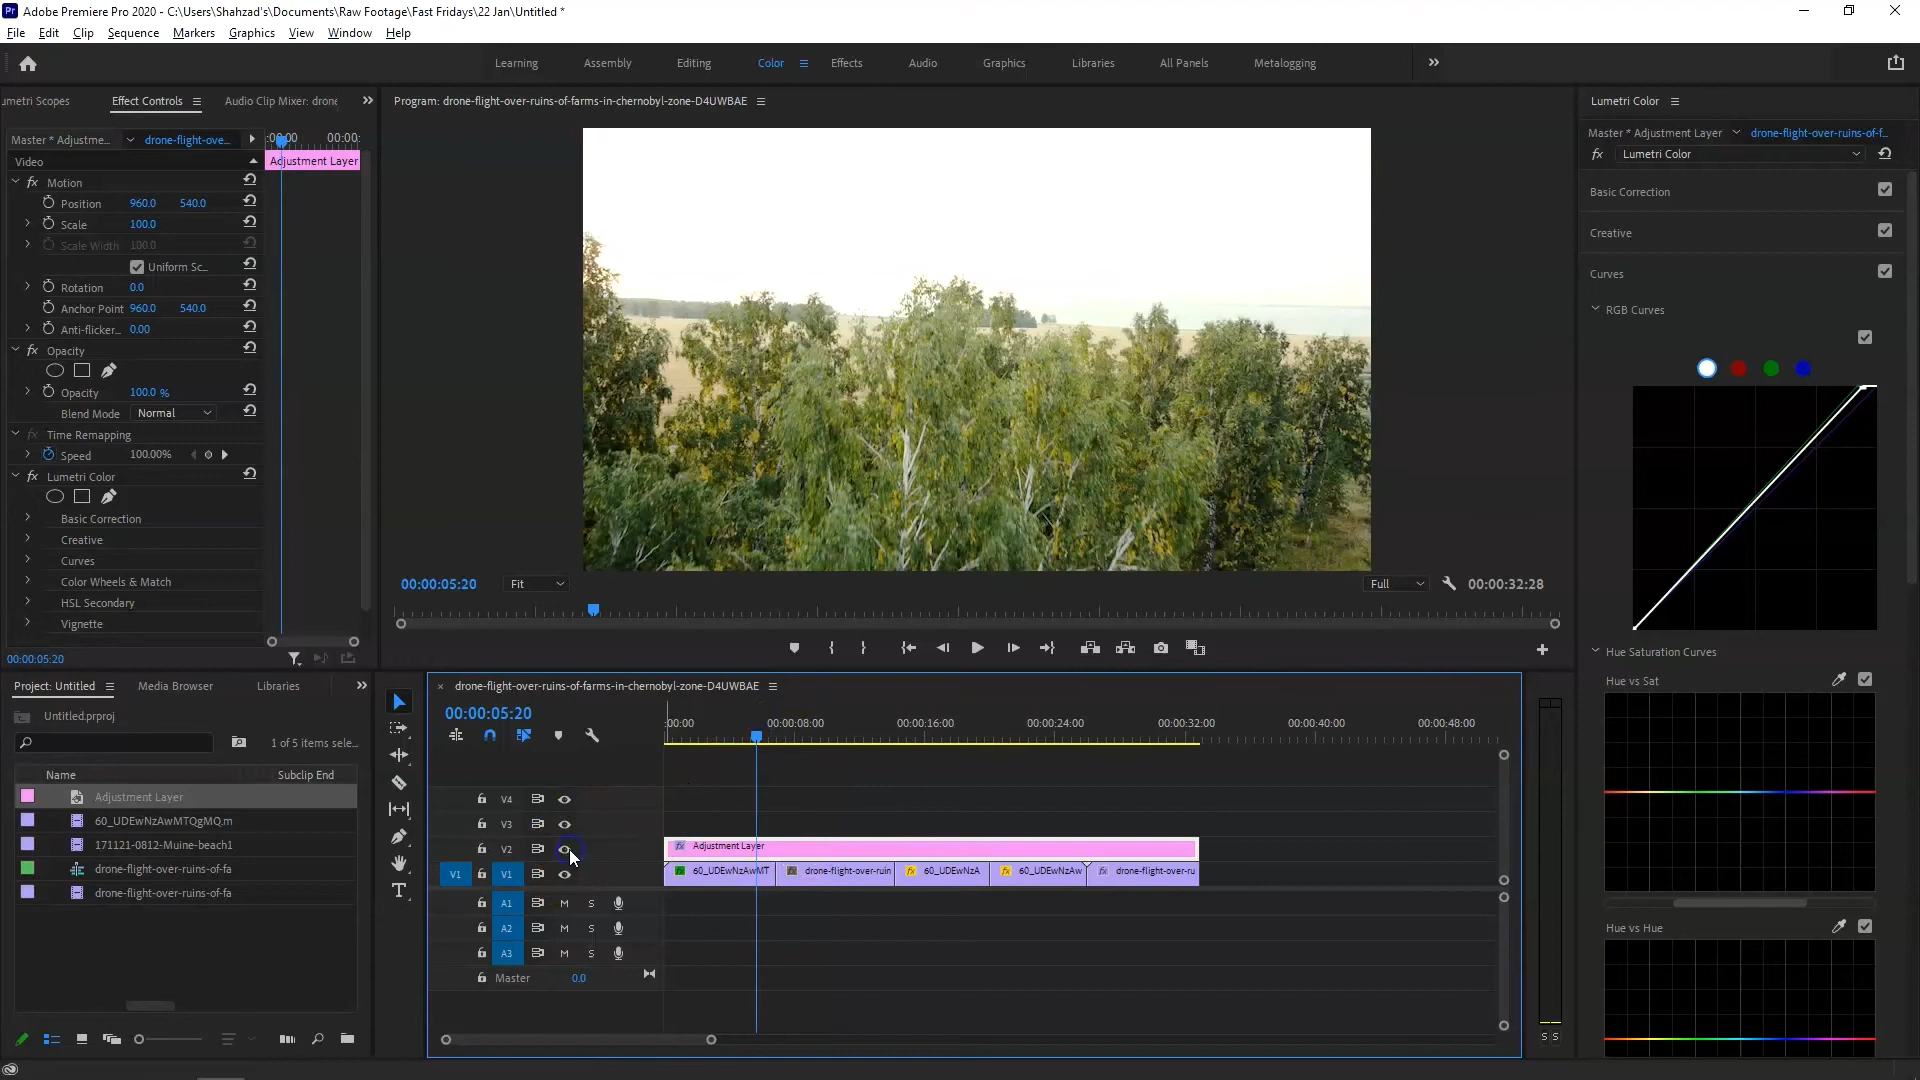 Adobe Premiere Pro 2020 - C:\Users\Shahzad's\Documents\Raw Footage\Fast Fridays\22 Jan\Untitled *
File Edit Clip Sequence Markers Graphics View Window Help
Learning Assembly Editing Color Effects Audio Graphics Libraries All Panels Metalogging
umetri Scopes Effect Controls Audio Clip Mixer: drone
Program: drone-flight-over-ruins-of-farms-in-chernobyl-zone-D4UWBAE
Lumetri Color
Master * Adjustme... drone-flight-ove... :00:00 00:00:
Master * Adjustment Layer drone-flight-over-ruins-of-f...
fx Lumetri Color
Video Adjustment Layer
fx Motion
Position 960.0 540.0
Scale 100.0
Scale Width 100.0
Uniform Sc...
Rotation 0.0
Anchor Point 960.0 540.0
Anti-flicker... 0.00
fx Opacity
Opacity 100.0 %
Blend Mode Normal
fx Time Remapping
Speed 100.00%
fx Lumetri Color
Basic Correction
Creative
Curves
Color Wheels & Match
HSL Secondary
Vignette
00:00:05:20
Basic Correction
Creative
Curves
RGB Curves
Hue Saturation Curves
Hue vs Sat
Hue vs Hue
00:00:05:20 Fit Full 00:00:32:28
Project: Untitled Media Browser Libraries
Untitled.prproj
1 of 5 items sele...
Name Subclip End
Adjustment Layer
60_UDEwNzAwMTQgMQ.m
171121-0812-Muine-beach1
drone-flight-over-ruins-of-fa
drone-flight-over-ruins-of-fa
drone-flight-over-ruins-of-farms-in-chernobyl-zone-D4UWBAE
00:00:05:20
:00:00 00:00:08:00 00:00:16:00 00:00:24:00 00:00:32:00 00:00:40:00 00:00:48:00
V4
V3
V2 fx Adjustment Layer
V1 V1 fx 60_UDEwNzAwMT fx drone-flight-over-ruin fx 60_UDEwNzA fx 60_UDEwNzAw fx drone-flight-over-ru
A1 M S
A2 M S
A3 M S
Master 0.0
S S